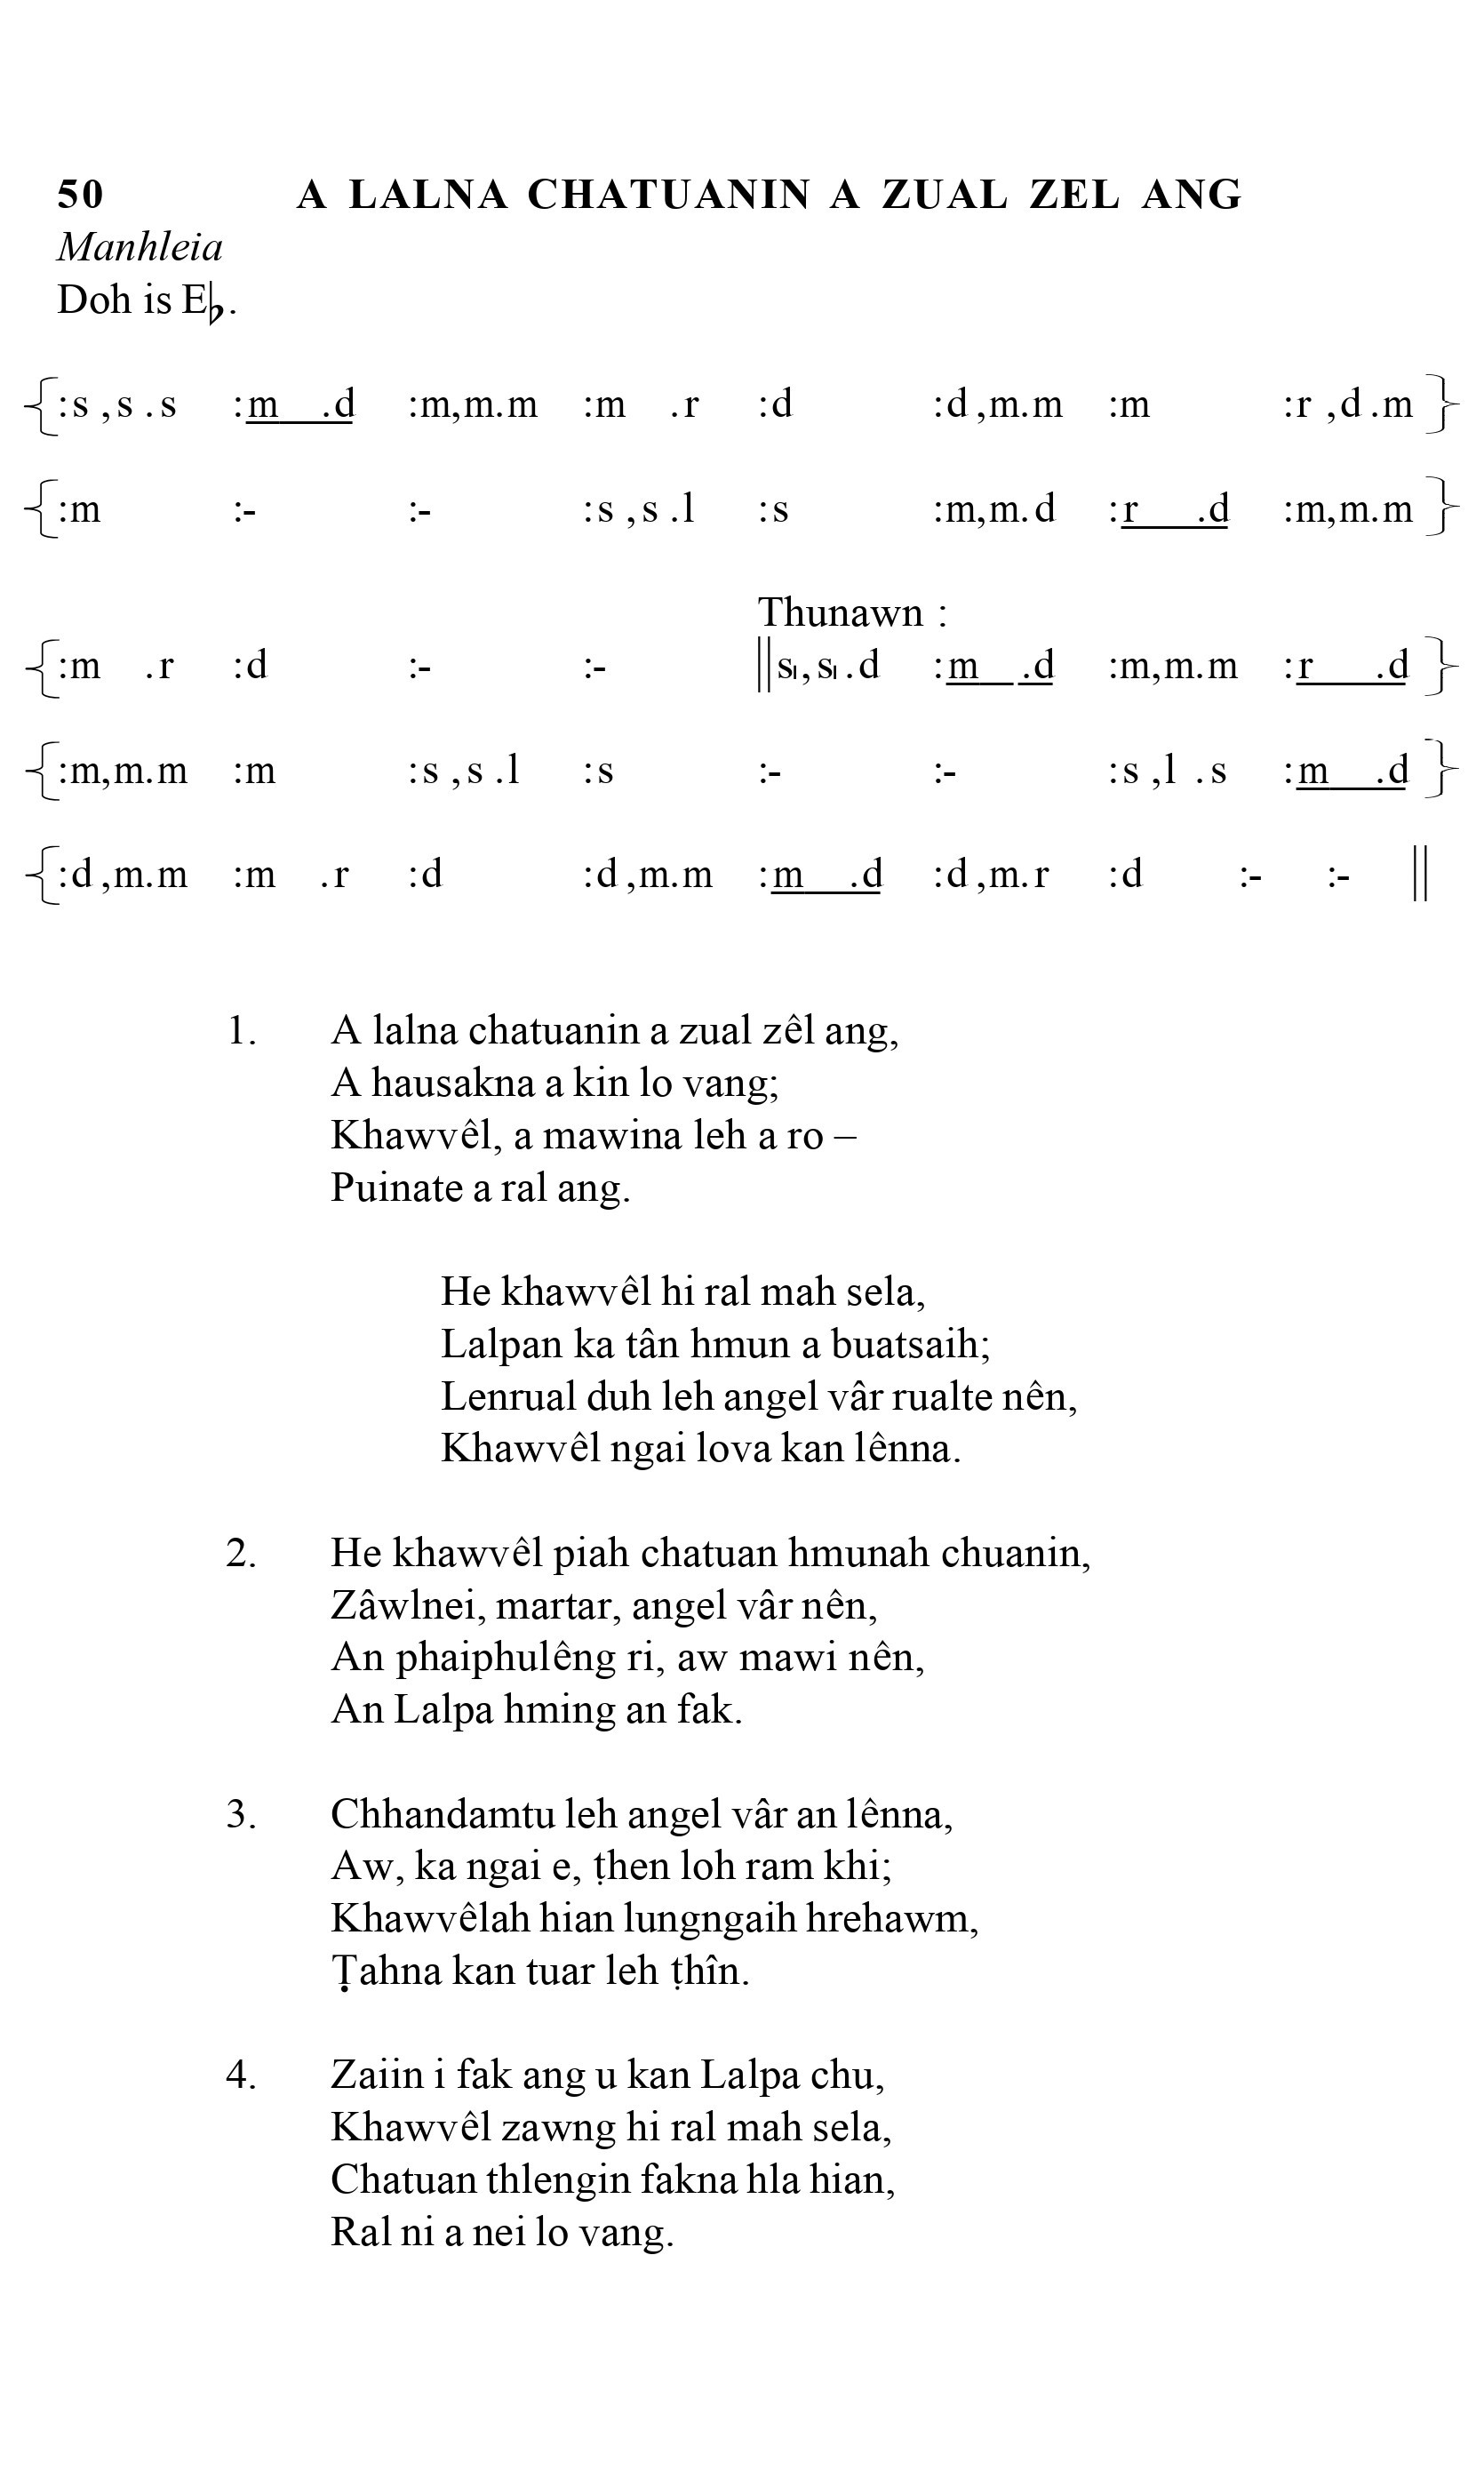 50 A LALNA CHATUANIN A ZUAL ZEL ANG
Manhleia
Doh is E♭.
{:s ,s .s :m .d :m,m.m :m .r :d :d ,m.m :m :r ,d .m }
{:m :- :- :s ,s .l :s :m,m.d :r .d :m,m.m }
Thunawn :
{:m .r :d :- :- ||s₁,s₁.d :m .d :m,m.m :r .d }
{:m,m.m :m :s ,s .l :s :- :- :s ,l .s :m .d }
{:d ,m.m :m .r :d :d ,m.m :m .d :d ,m.r :d :- :- ||
1. A lalna chatuanin a zual zêl ang,
A hausakna a kin lo vang;
Khawvêl, a mawina leh a ro –
Puinate a ral ang.
He khawvêl hi ral mah sela,
Lalpan ka tân hmun a buatsaih;
Lenrual duh leh angel vâr rualte nên,
Khawvêl ngai lova kan lênna.
2. He khawvêl piah chatuan hmunah chuanin,
Zâwlnei, martar, angel vâr nên,
An phaiphulêng ri, aw mawi nên,
An Lalpa hming an fak.
3. Chhandamtu leh angel vâr an lênna,
Aw, ka ngai e, ṭhen loh ram khi;
Khawvêlah hian lungngaih hrehawm,
Ṭahna kan tuar leh ṭhîn.
4. Zaiin i fak ang u kan Lalpa chu,
Khawvêl zawng hi ral mah sela,
Chatuan thlengin fakna hla hian,
Ral ni a nei lo vang.